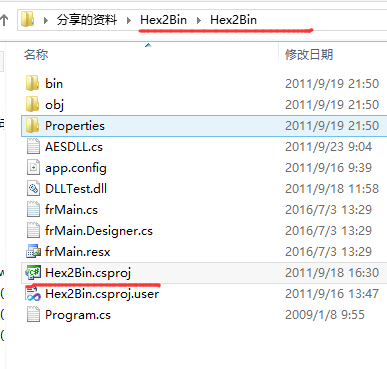 分享的资料 Hex2Bin Hex2Bin
名称 修改日期
bin 2011/9/19 21:50
obj 2011/9/19 21:50
Properties 2011/9/19 21:50
AESDLL.cs 2011/9/23 9:04
app.config 2011/9/16 9:39
DLLTest.dll 2011/9/18 11:58
frMain.cs 2016/7/3 13:29
frMain.Designer.cs 2016/7/3 13:29
frMain.resx 2016/7/3 13:29
Hex2Bin.csproj 2011/9/18 16:30
Hex2Bin.csproj.user 2011/9/16 13:47
Program.cs 2009/1/8 9:55